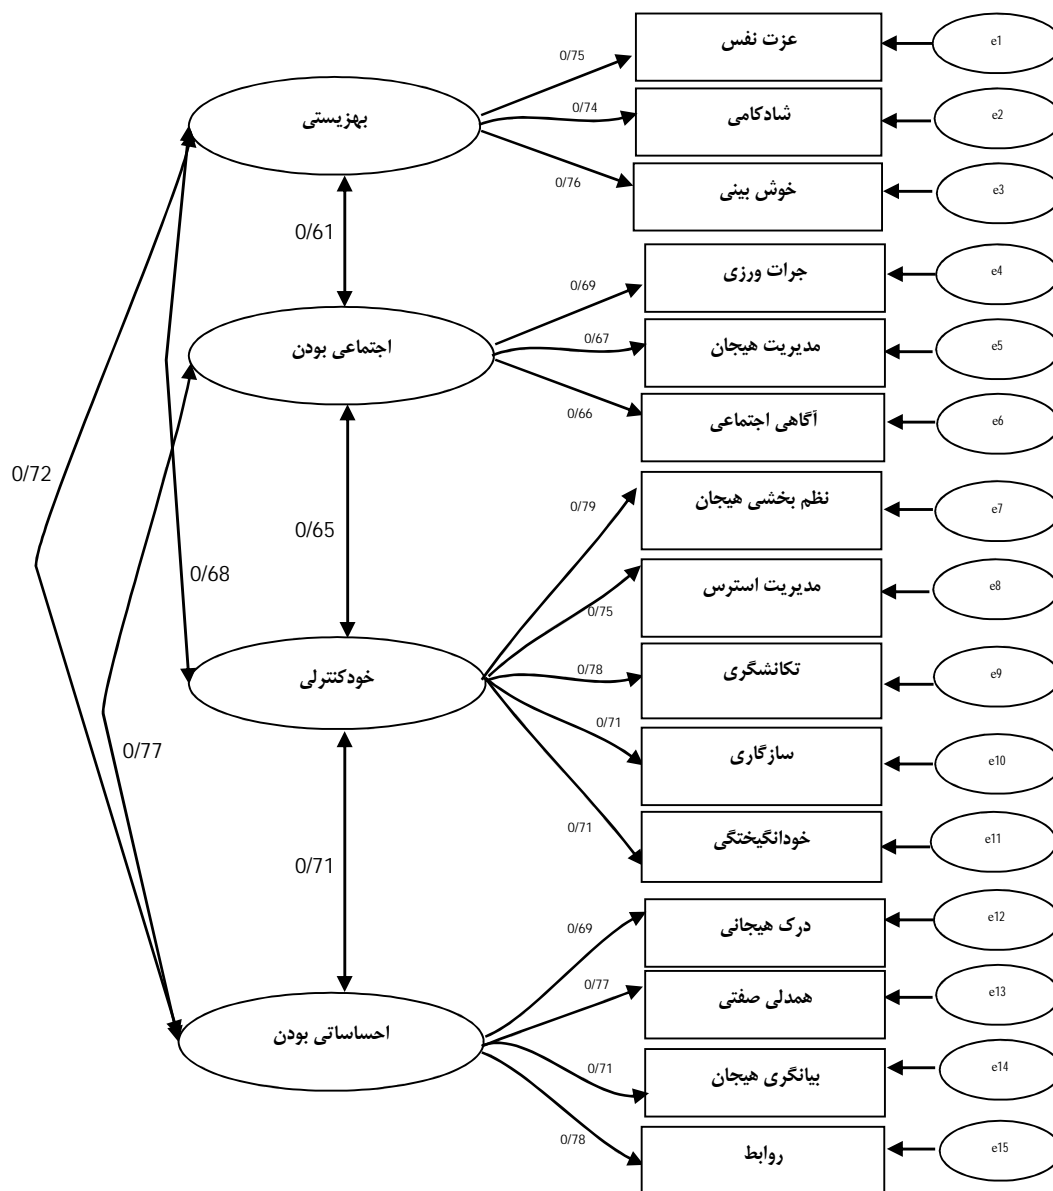 عزت نفس
e1
0/75
بهزیستی
0/74
شادکامی
e2
0/76
خوش بینی
e3
0/61
جرات ورزی
e4
0/69
اجتماعی بودن
0/67
مدیریت هیجان
e5
0/66
آگاهی اجتماعی
e6
0/72
0/65
0/68
0/79
نظم بخشی هیجان
e7
0/75
مدیریت استرس
e8
خودکنترلی
0/78
تکانشگری
e9
0/71
سازگاری
e10
0/77
0/71
خودانگیختگی
e11
0/71
0/69
درک هیجانی
e12
0/77
همدلی صفتی
e13
احساساتی بودن
0/71
بیانگری هیجان
e14
0/78
روابط
e15